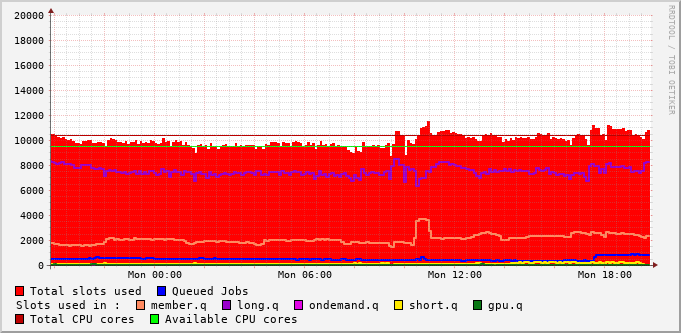 20000
18000
16000
14000
12000
10000
8000
6000
4000
2000
0
Mon 00:00 Mon 06:00 Mon 12:00 Mon 18:00
RRDTOOL / TOBI OETIKER
Total slots used Queued Jobs
Slots used in : member.q long.q ondemand.q short.q gpu.q
Total CPU cores Available CPU cores